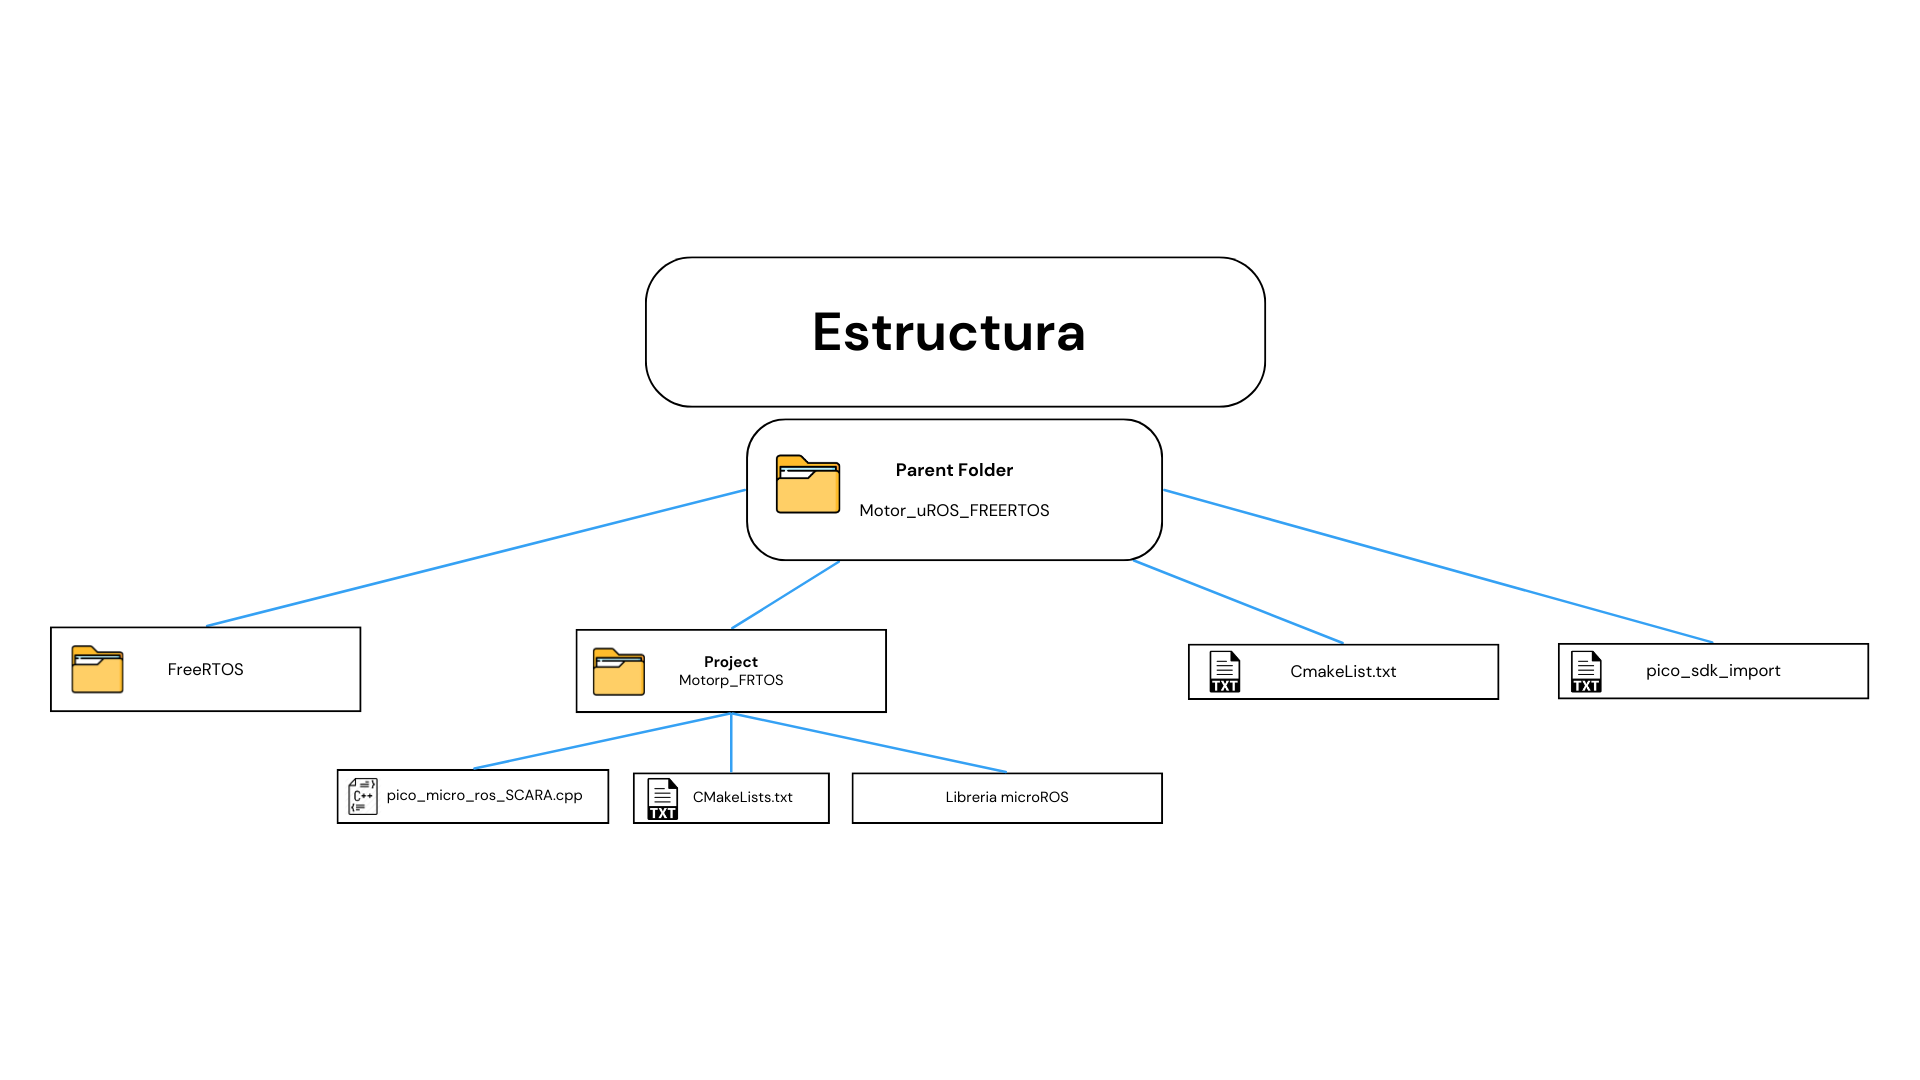 Estructura
Parent Folder
Motor_uROS_FREERTOS
FreeRTOS
Project
Motorp_FRTOS
TXT
CmakeList.txt
TXT
pico_sdk_import
C++
pico_micro_ros_SCARA.cpp
TXT
CMakeLists.txt
Libreria microROS